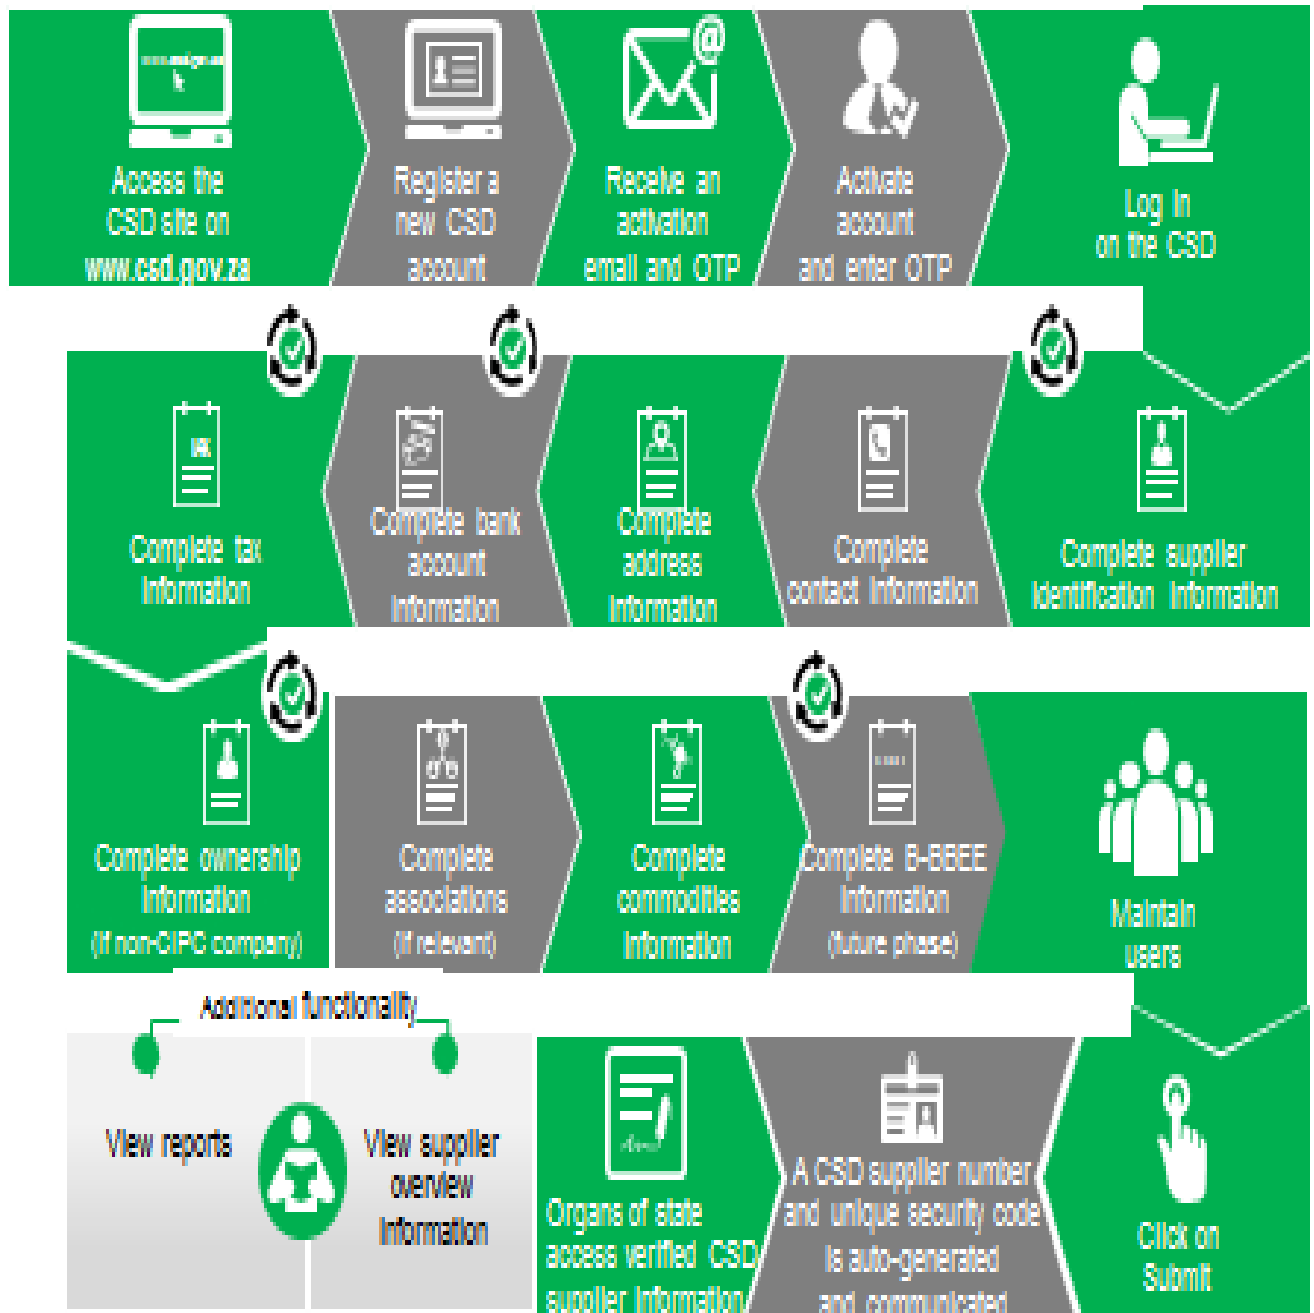 Access the
CSD site on
www.csd.gov.za
Register a
new CSD
account
Receive an
activation
email and OTP
Activate
account
and enter OTP
Log in
on the CSD
Complete supplier
Identification Information
Complete
contact Information
Complete
address
Information
Complete bank
account
Information
TAX
Complete tax
Information
Complete ownership
Information
(If non-CIPC company)
Complete
associations
(If relevant)
Complete
commodities
Information
Complete B-BBEE
Information
(future phase)
Maintain
users
Click on
Submit
A CSD supplier number
and unique security code
is auto-generated
and communicated
Organs of state
access verified CSD
supplier Information
Additional functionality
View reports
View supplier
overview
Information